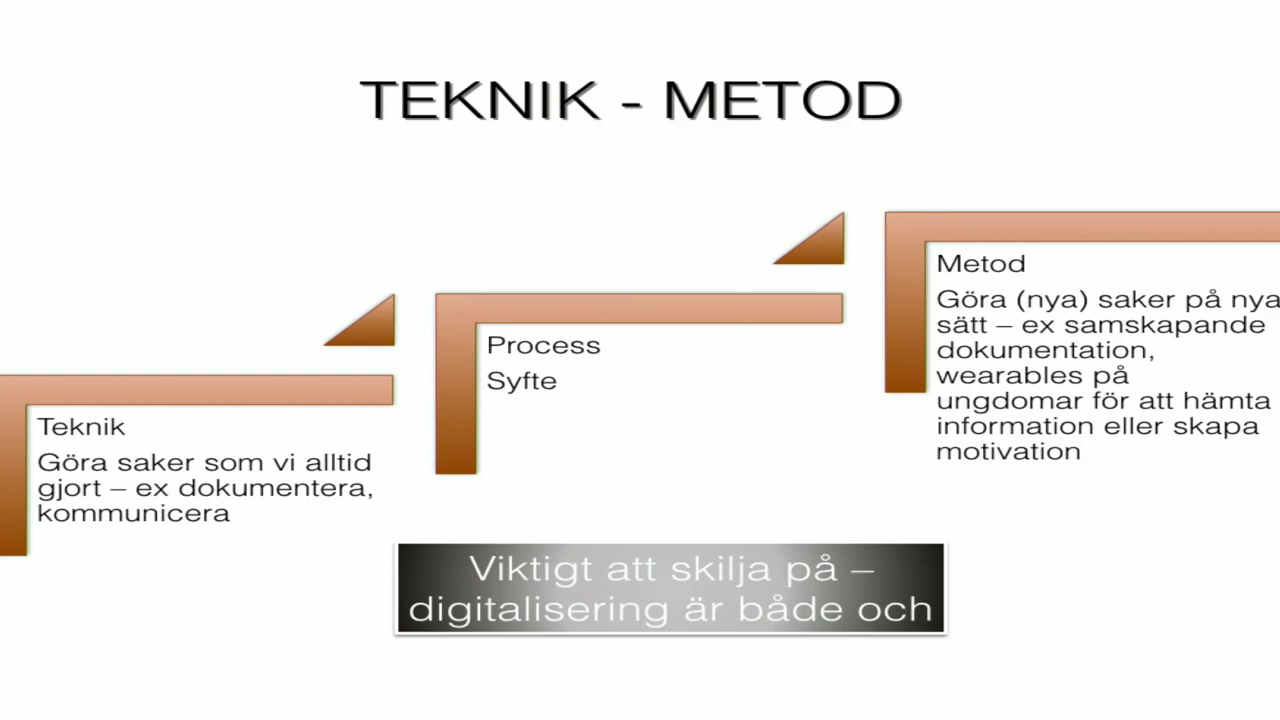 TEKNIK - METOD
Teknik
Göra saker som vi alltid
gjort – ex dokumentera,
kommunicera
Process
Syfte
Metod
Göra (nya) saker på nya
sätt – ex samskapande
dokumentation,
wearables på
ungdomar för att hämta
information eller skapa
motivation
Viktigt att skilja på –
digitalisering är både och